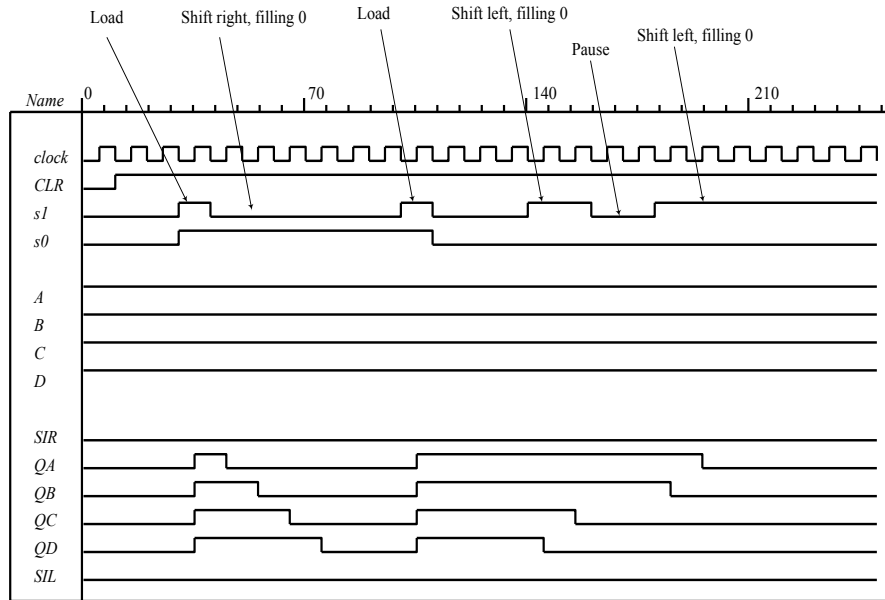 Load
Shift right, filling 0
Load
Shift left, filling 0
Pause
Shift left, filling 0
Name 0 70 140 210
clock
CLR
s1
s0
A
B
C
D
SIR
QA
QB
QC
QD
SIL